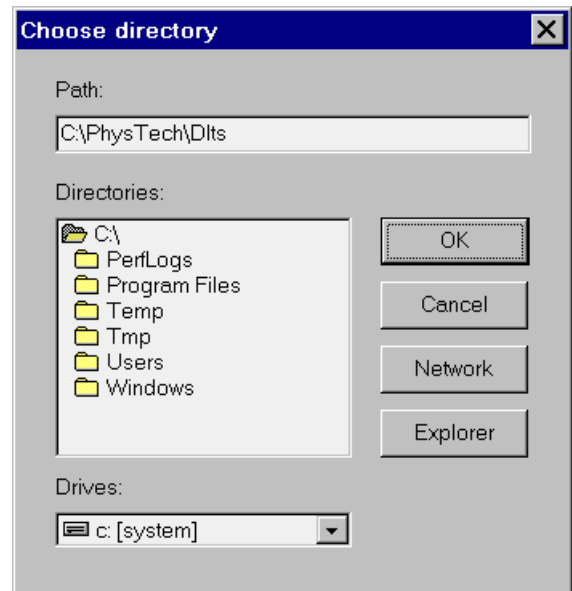 Choose directory
Path:
C:\PhysTech\Dlts
Directories:
C:\
PerfLogs
Program Files
Temp
Tmp
Users
Windows
OK
Cancel
Network
Explorer
Drives:
c: [system]